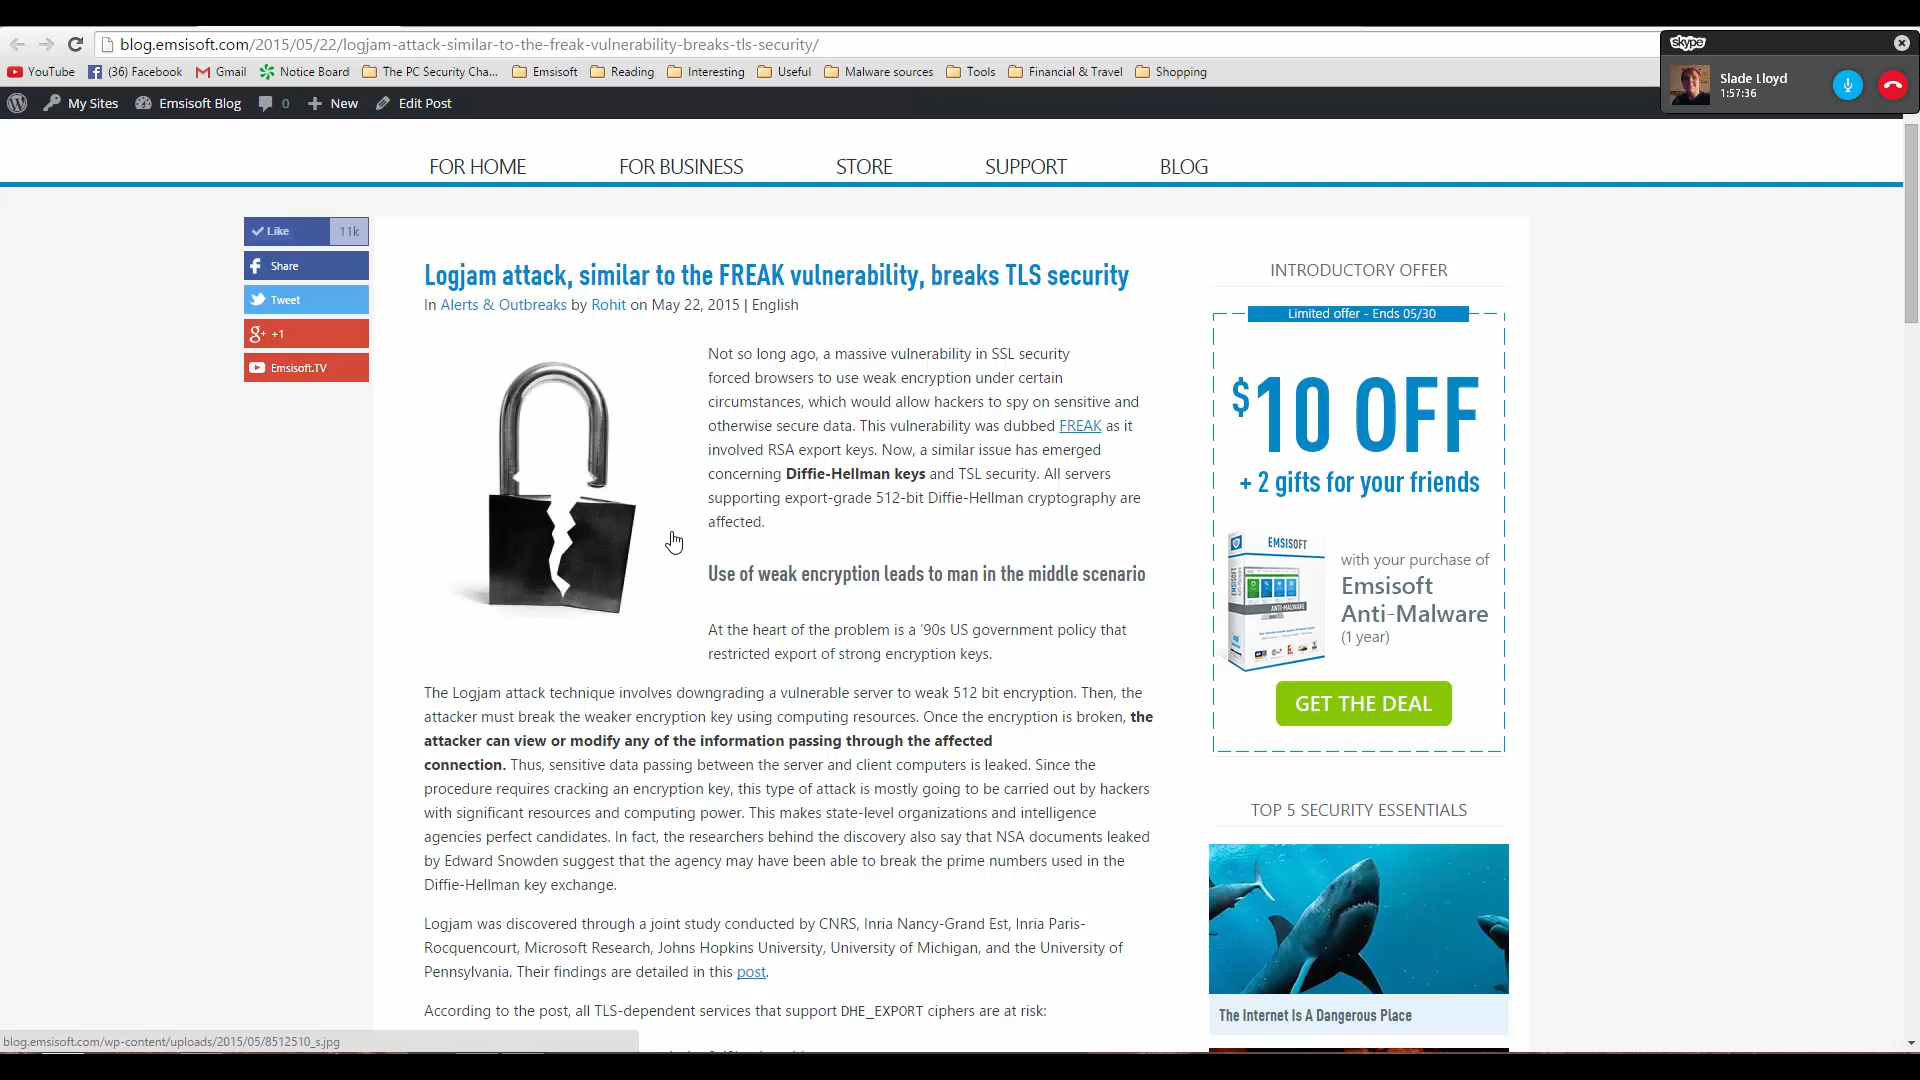 blog.emsisoft.com/2015/05/22/logjam-attack-similar-to-the-freak-vulnerability-breaks-tls-security/
skype
Slade Lloyd
1:57:36
YouTube (36) Facebook Gmail Notice Board The PC Security Cha... Emsisoft Reading Interesting Useful Malware sources Tools Financial & Travel Shopping
My Sites Emsisoft Blog 0 New Edit Post
FOR HOME FOR BUSINESS STORE SUPPORT BLOG
Like 11k
Share
Tweet
g+ +1
Emsisoft.TV
Logjam attack, similar to the FREAK vulnerability, breaks TLS security
In Alerts & Outbreaks by Rohit on May 22, 2015 | English
Not so long ago, a massive vulnerability in SSL security
forced browsers to use weak encryption under certain
circumstances, which would allow hackers to spy on sensitive and
otherwise secure data. This vulnerability was dubbed FREAK as it
involved RSA export keys. Now, a similar issue has emerged
concerning Diffie-Hellman keys and TSL security. All servers
supporting export-grade 512-bit Diffie-Hellman cryptography are
affected.
Use of weak encryption leads to man in the middle scenario
At the heart of the problem is a '90s US government policy that
restricted export of strong encryption keys.
The Logjam attack technique involves downgrading a vulnerable server to weak 512 bit encryption. Then, the
attacker must break the weaker encryption key using computing resources. Once the encryption is broken, the
attacker can view or modify any of the information passing through the affected
connection. Thus, sensitive data passing between the server and client computers is leaked. Since the
procedure requires cracking an encryption key, this type of attack is mostly going to be carried out by hackers
with significant resources and computing power. This makes state-level organizations and intelligence
agencies perfect candidates. In fact, the researchers behind the discovery also say that NSA documents leaked
by Edward Snowden suggest that the agency may have been able to break the prime numbers used in the
Diffie-Hellman key exchange.
Logjam was discovered through a joint study conducted by CNRS, Inria Nancy-Grand Est, Inria Paris-
Rocquencourt, Microsoft Research, Johns Hopkins University, University of Michigan, and the University of
Pennsylvania. Their findings are detailed in this post.
According to the post, all TLS-dependent services that support DHE_EXPORT ciphers are at risk:
INTRODUCTORY OFFER
Limited offer - Ends 05/30
$10 OFF
+ 2 gifts for your friends
EMSISOFT
ANTI-MALWARE
with your purchase of
Emsisoft
Anti-Malware
(1 year)
GET THE DEAL
TOP 5 SECURITY ESSENTIALS
The Internet Is A Dangerous Place
blog.emsisoft.com/wp-content/uploads/2015/05/8512510_s.jpg